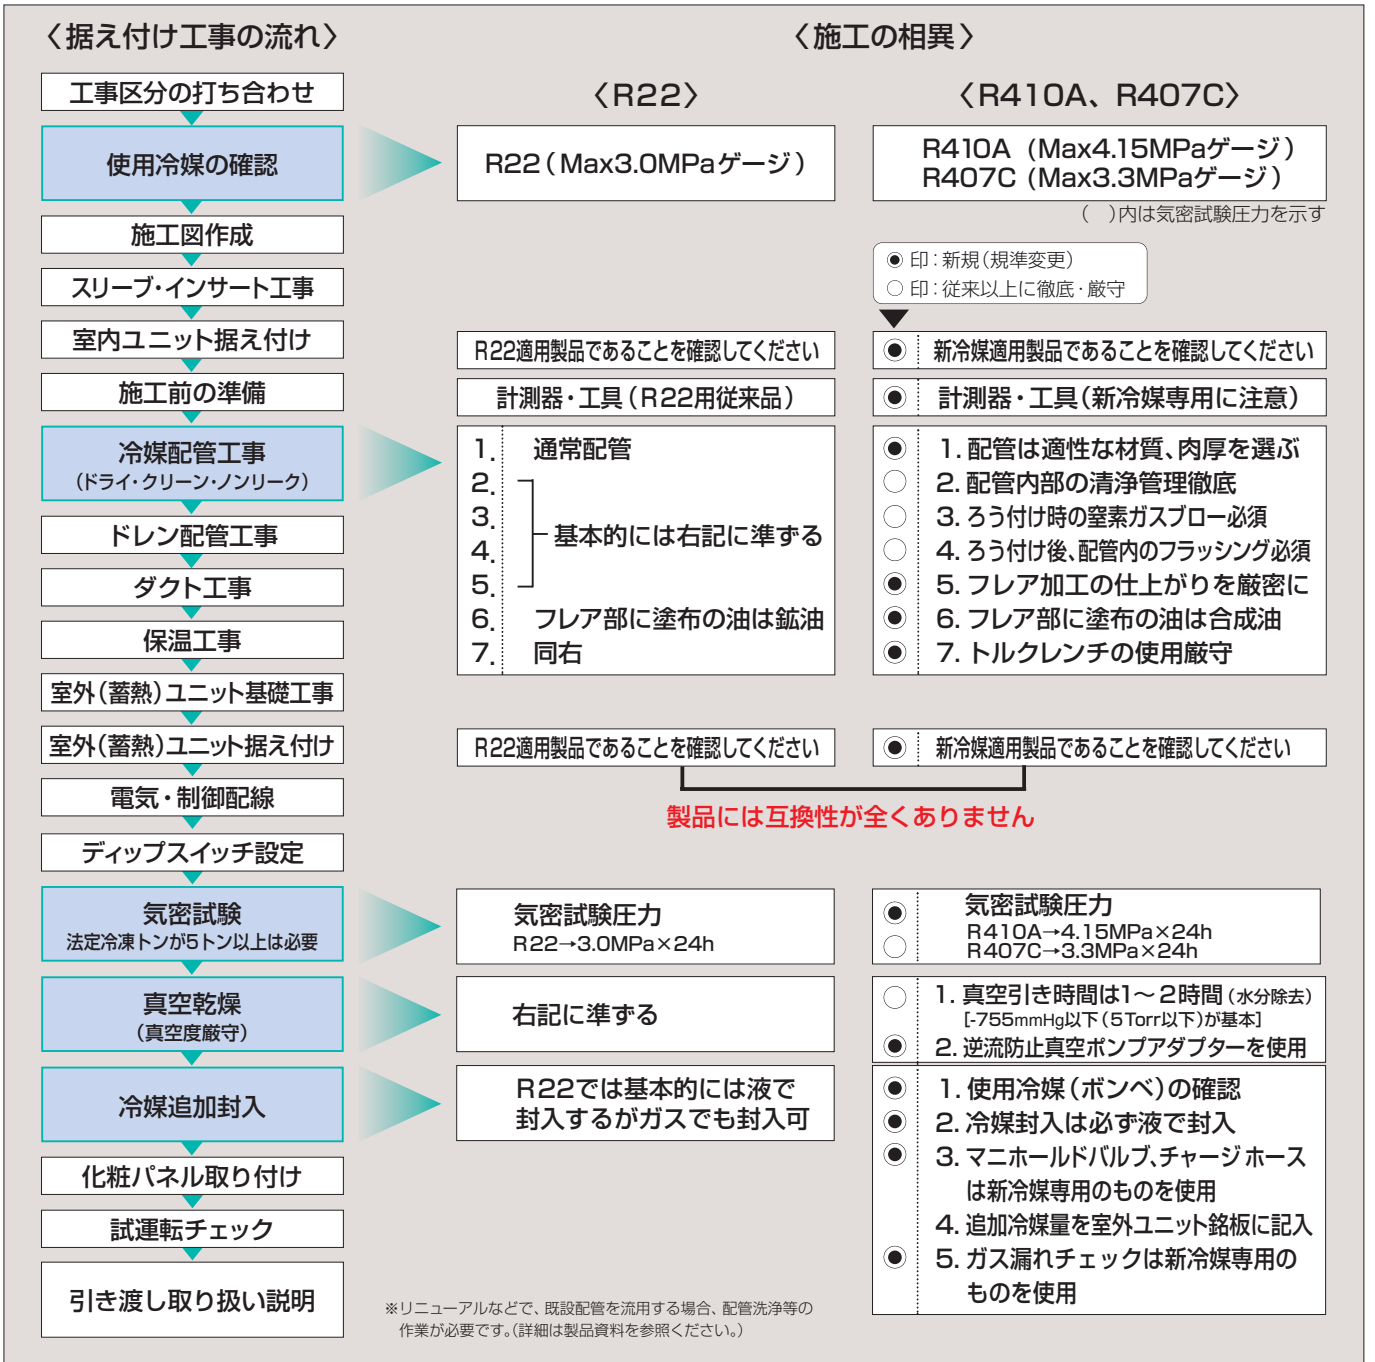 〈据え付け工事の流れ〉
工事区分の打ち合わせ
使用冷媒の確認
施工図作成
スリーブ・インサート工事
室内ユニット据え付け
施工前の準備
冷媒配管工事
(ドライ・クリーン・ノンリーク)
ドレン配管工事
ダクト工事
保温工事
室外(蓄熱)ユニット基礎工事
室外(蓄熱)ユニット据え付け
電気・制御配線
ディップスイッチ設定
気密試験
法定冷凍トンが5トン以上は必要
真空乾燥
(真空度厳守)
冷媒追加封入
化粧パネル取り付け
試運転チェック
引き渡し取り扱い説明
〈施工の相異〉
〈R22〉
R22(Max3.0MPaゲージ)
R22適用製品であることを確認してください
計測器・工具(R22用従来品)
1. 通常配管
2.
3.
基本的には右記に準ずる
4.
5.
6. フレア部に塗布の油は鉱油
7. 同右
R22適用製品であることを確認してください
気密試験圧力
R22→3.0MPa×24h
右記に準ずる
R22では基本的には液で
封入するがガスでも封入可
〈R410A、R407C〉
R410A (Max4.15MPaゲージ)
R407C (Max3.3MPaゲージ)
( )内は気密試験圧力を示す
◉印:新規(規準変更)
○印:従来以上に徹底・厳守
◉ 新冷媒適用製品であることを確認してください
◉ 計測器・工具(新冷媒専用に注意)
◉ 1. 配管は適性な材質、肉厚を選ぶ
○ 2. 配管内部の清浄管理徹底
○ 3. ろう付け時の窒素ガスブロー必須
○ 4. ろう付け後、配管内のフラッシング必須
◉ 5. フレア加工の仕上がりを厳密に
◉ 6. フレア部に塗布の油は合成油
◉ 7. トルクレンチの使用厳守
◉ 新冷媒適用製品であることを確認してください
製品には互換性が全くありません
◉ 気密試験圧力
R410A→4.15MPa×24h
○ R407C→3.3MPa×24h
○ 1. 真空引き時間は1〜2時間(水分除去)
[-755mmHg以下(5Torr以下)が基本]
◉ 2. 逆流防止真空ポンプアダプターを使用
◉ 1. 使用冷媒(ボンベ)の確認
◉ 2. 冷媒封入は必ず液で封入
◉ 3. マニホールドバルブ、チャージホース
は新冷媒専用のものを使用
4. 追加冷媒量を室外ユニット銘板に記入
◉ 5. ガス漏れチェックは新冷媒専用の
ものを使用
※リニューアルなどで、既設配管を流用する場合、配管洗浄等の
作業が必要です。(詳細は製品資料を参照ください。)